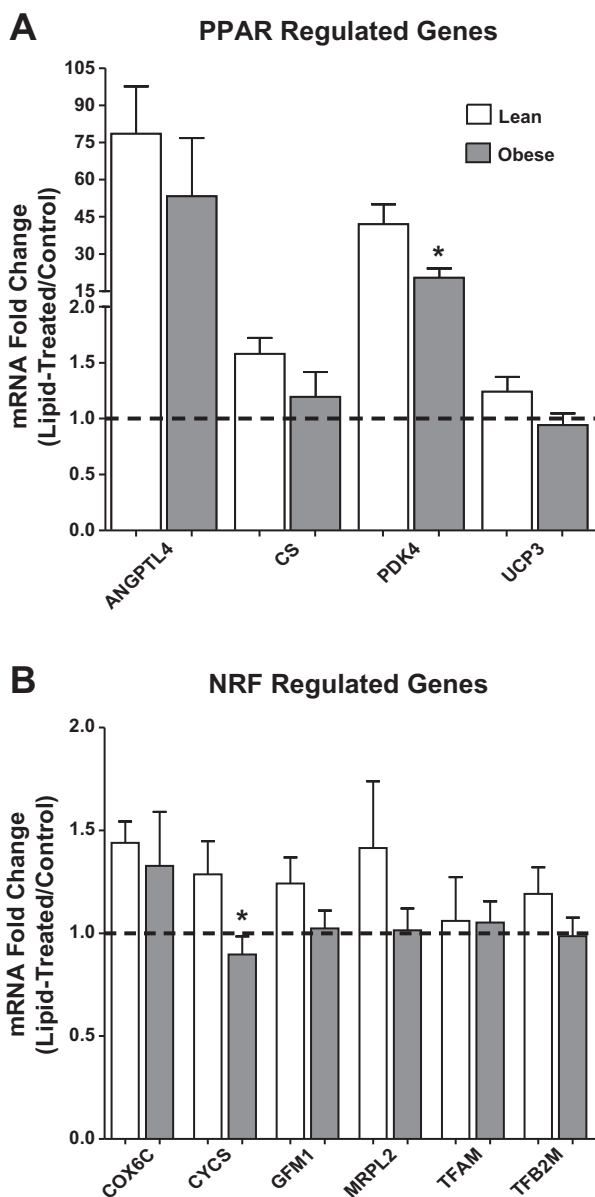 A
PPAR Regulated Genes
mRNA Fold Change
(Lipid-Treated/Control)
105
90
75
60
45
30
15
2.0
1.5
1.0
0.5
0.0
Lean
Obese
*
ANGPTL4
CS
PDK4
UCP3
B
NRF Regulated Genes
mRNA Fold Change
(Lipid-Treated/Control)
2.0
1.5
1.0
0.5
0.0
*
COX6C
CYCS
GFM1
MRPL2
TFAM
TFB2M